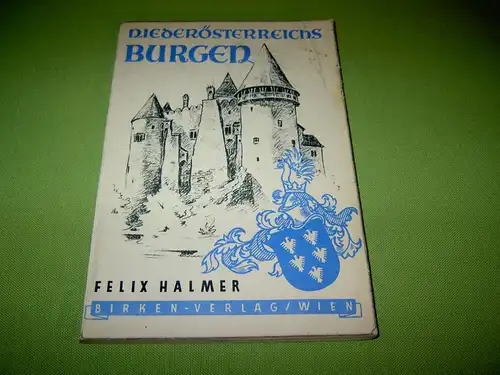 NIEDERÖSTERREICHS
BURGEN
FELIX HALMER
BIRKEN-VERLAG/WIEN